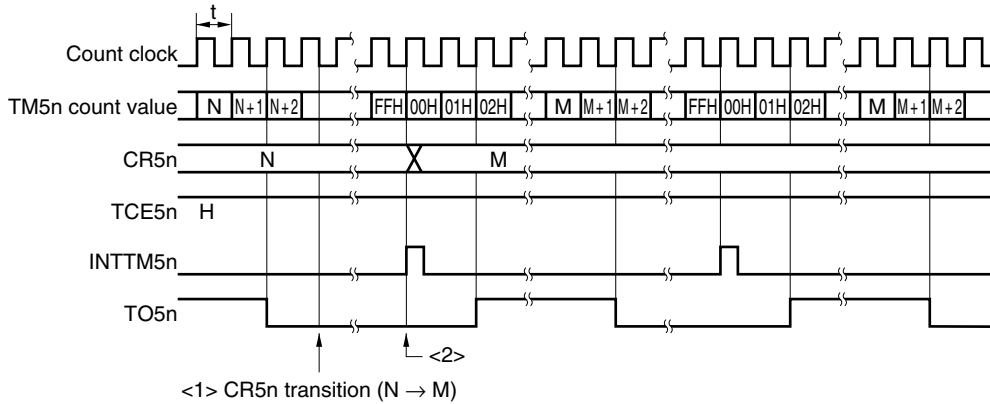 t
Count clock
TM5n count value N N+1 N+2 FFH 00H 01H 02H M M+1 M+2 FFH 00H 01H 02H M M+1 M+2
CR5n N M
TCE5n H
INTTM5n
TO5n
<2>
<1> CR5n transition (N → M)